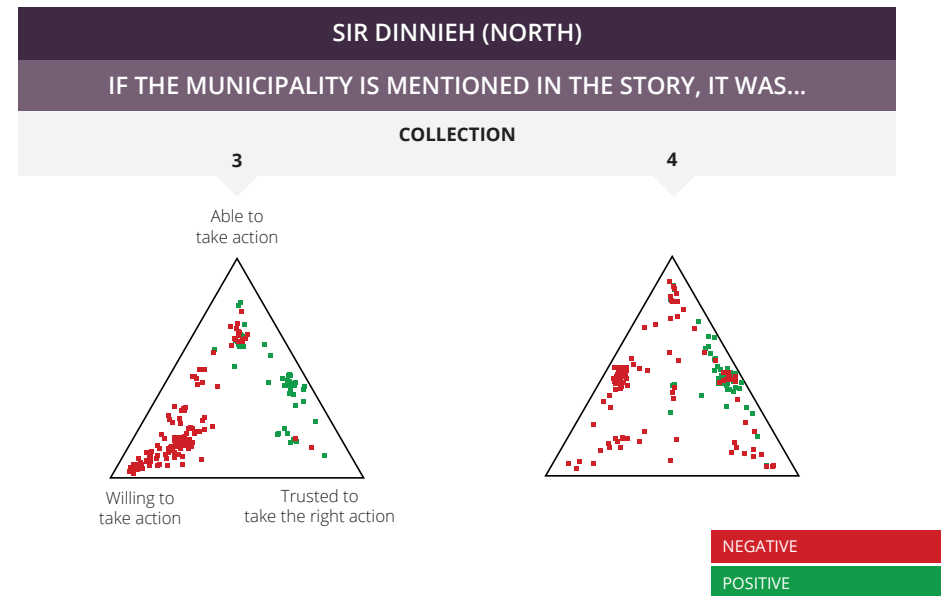 SIR DINNIEH (NORTH)
IF THE MUNICIPALITY IS MENTIONED IN THE STORY, IT WAS...
COLLECTION
3
4
Able to
take action
Willing to
take action
Trusted to
take the right action
NEGATIVE
POSITIVE